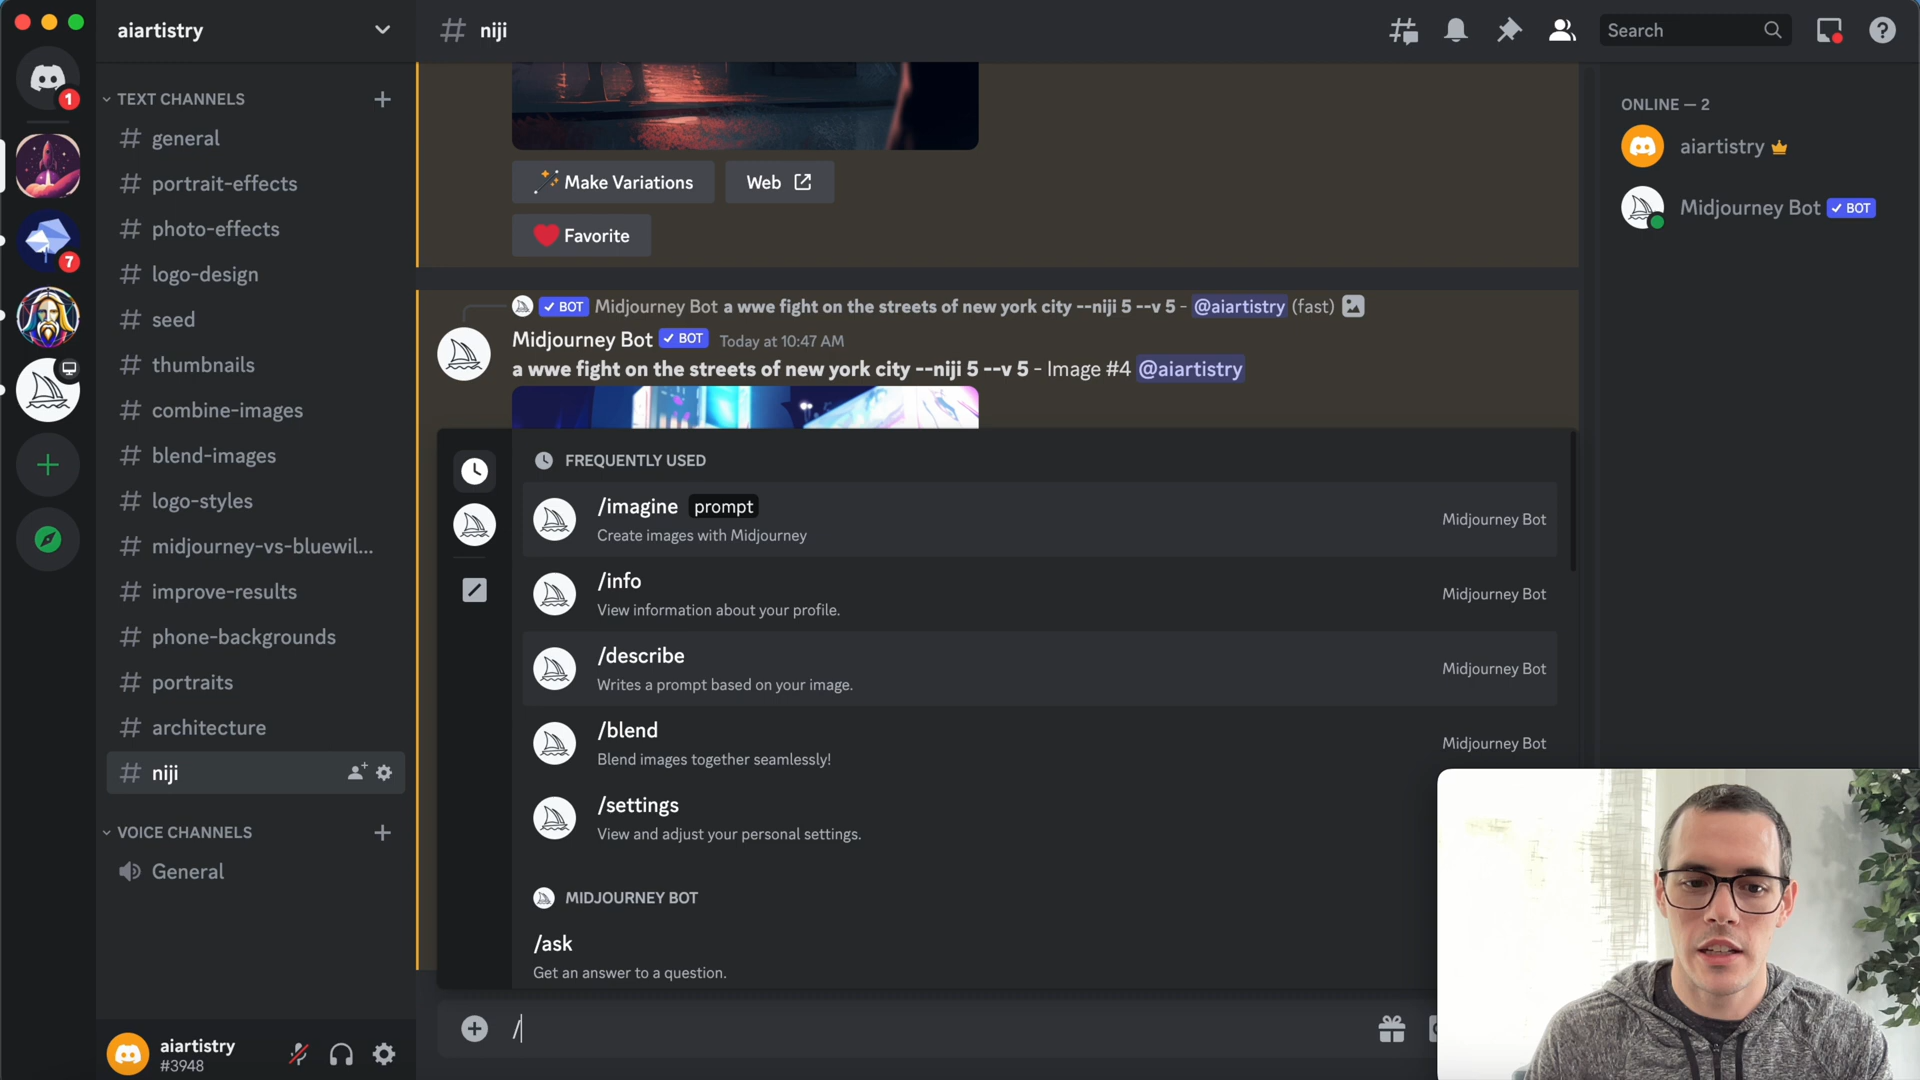 aiartistry
niji
Search
1
7
TEXT CHANNELS
general
portrait-effects
photo-effects
logo-design
seed
thumbnails
combine-images
blend-images
logo-styles
midjourney-vs-bluewil...
improve-results
phone-backgrounds
portraits
architecture
niji
VOICE CHANNELS
General
aiartistry
#3948
Make Variations
Web
Favorite
BOT Midjourney Bot a wwe fight on the streets of new york city --niji 5 --v 5 - @aiartistry (fast)
Midjourney Bot BOT Today at 10:47 AM
a wwe fight on the streets of new york city --niji 5 --v 5 - Image #4 @aiartistry
FREQUENTLY USED
/imagine prompt
Create images with Midjourney
Midjourney Bot
/info
View information about your profile.
Midjourney Bot
/describe
Writes a prompt based on your image.
Midjourney Bot
/blend
Blend images together seamlessly!
Midjourney Bot
/settings
View and adjust your personal settings.
MIDJOURNEY BOT
/ask
Get an answer to a question.
/
ONLINE — 2
aiartistry
Midjourney Bot BOT